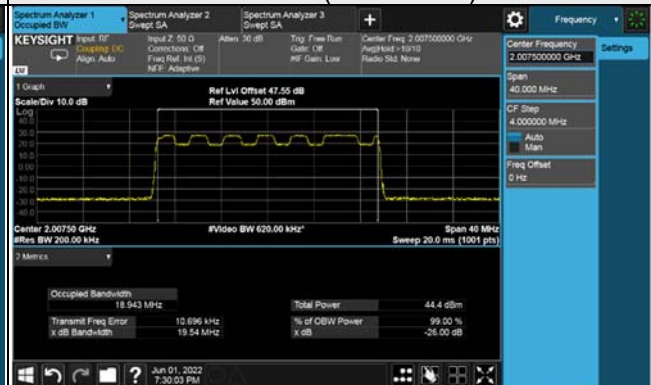 Spectrum Analyzer 1
Occupied BW
Spectrum Analyzer 2
Swept SA
Spectrum Analyzer 3
Swept SA
+
Frequency
KEYSIGHT
Input: RF
Coupling: DC
Align: Auto
Input Z: 50 Ω
Corrections: Off
Freq Ref: Int (S)
NFE: Adaptive
Atten: 30 dB
Trig: Free Run
Gate: Off
#IF Gain: Low
Center Freq: 2.007500000 GHz
Avg|Hold:>10/10
Radio Std: None
Center Frequency
2.007500000 GHz
Settings
Span
40.000 MHz
CF Step
4.000000 MHz
Auto
Man
Freq Offset
0 Hz
1 Graph
Scale/Div 10.0 dB
Ref Lvl Offset 47.55 dB
Ref Value 50.00 dBm
Log
40.0
30.0
20.0
10.0
0.00
-10.0
-20.0
-30.0
-40.0
Center 2.00750 GHz
#Res BW 200.00 kHz
#Video BW 620.00 kHz*
Span 40 MHz
Sweep 20.0 ms (1001 pts)
2 Metrics
Occupied Bandwidth
18.943 MHz
Total Power 44.4 dBm
Transmit Freq Error 10.696 kHz
% of OBW Power 99.00 %
x dB Bandwidth 19.54 MHz
x dB -26.00 dB
?
Jun 01, 2022
7:30:03 PM